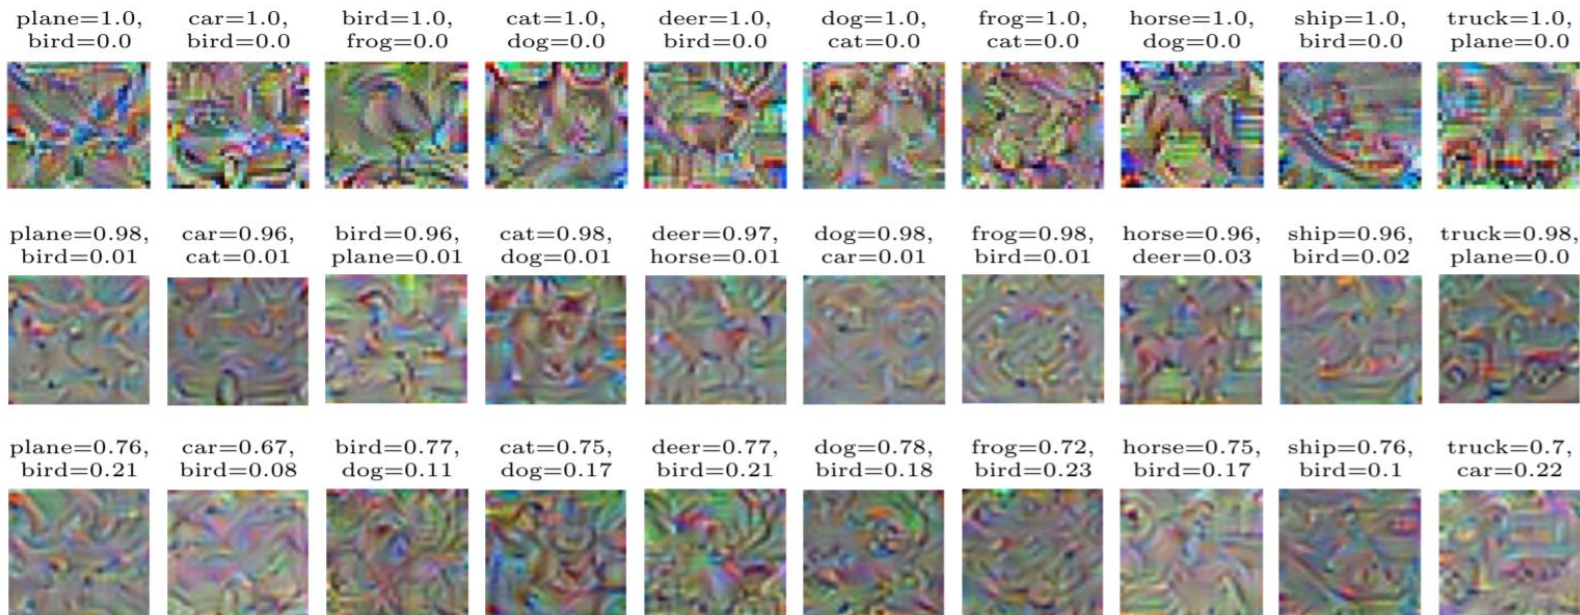 plane=1.0, car=1.0, bird=1.0, cat=1.0, deer=1.0, dog=1.0, frog=1.0, horse=1.0, ship=1.0, truck=1.0,
bird=0.0 bird=0.0 frog=0.0 dog=0.0 bird=0.0 cat=0.0 cat=0.0 dog=0.0 bird=0.0 plane=0.0
plane=0.98, car=0.96, bird=0.96, cat=0.98, deer=0.97, dog=0.98, frog=0.98, horse=0.96, ship=0.96, truck=0.98,
bird=0.01 cat=0.01 plane=0.01 dog=0.01 horse=0.01 car=0.01 bird=0.01 deer=0.03 bird=0.02 plane=0.0
plane=0.76, car=0.67, bird=0.77, cat=0.75, deer=0.77, dog=0.78, frog=0.72, horse=0.75, ship=0.76, truck=0.7,
bird=0.21 bird=0.08 dog=0.11 dog=0.17 bird=0.21 bird=0.18 bird=0.23 bird=0.17 bird=0.1 car=0.22